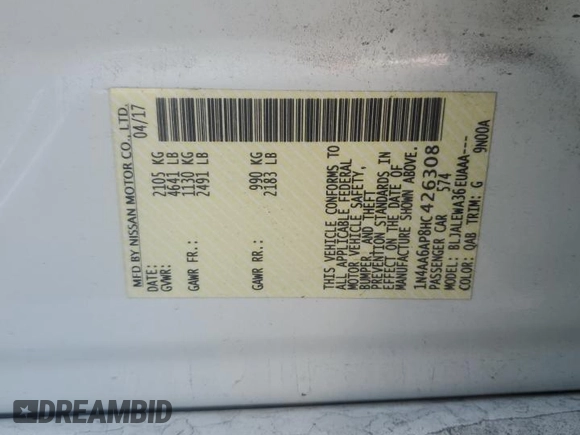 MFD BY NISSAN MOTOR CO., LTD.
04/17
GVWR: 2105 KG
4641 LB
GAWR FR.: 1130 KG
2491 LB
GAWR RR.: 990 KG
2183 LB
THIS VEHICLE CONFORMS TO
ALL APPLICABLE FEDERAL
MOTOR VEHICLE SAFETY,
BUMPER, AND THEFT
PREVENTION STANDARDS IN
EFFECT ON THE DATE OF
MANUFACTURE SHOWN ABOVE.
1N4AA6AP8HC426308
PASSENGER CAR 574
MODEL: BLJALEWA36EUAAA---
COLOR: QAB TRIM: G 9N00A
DREAMBID